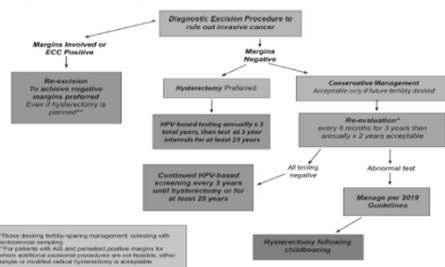 Diagnostic Excision Procedure to
rule out invasive cancer
Margins Involved or
ECC Positive
Margins
Negative
Re-excision
To achieve negative
margins preferred
Even if hysterectomy is
planned**
Hysterectomy Preferred
Conservative Management
Acceptable only if future fertility desired
HPV-based testing annually x 3
total years, then test at 3 year
intervals for at least 25 years
Re-evaluation*
every 6 months for 3 years then
annually x 2 years acceptable
All testing
negative
Abnormal test
Continued HPV-based
screening every 3 years
until hysterectomy or for
at least 25 years
Manage per 2019
Guidelines
Hysterectomy following
childbearing
*Those desiring fertility-sparing management: cotesting with
endocervical sampling
**For patients with AIS and persistent positive margins for
whom additional excisional procedures are not feasible, either
simple or modified radical hysterectomy is acceptable